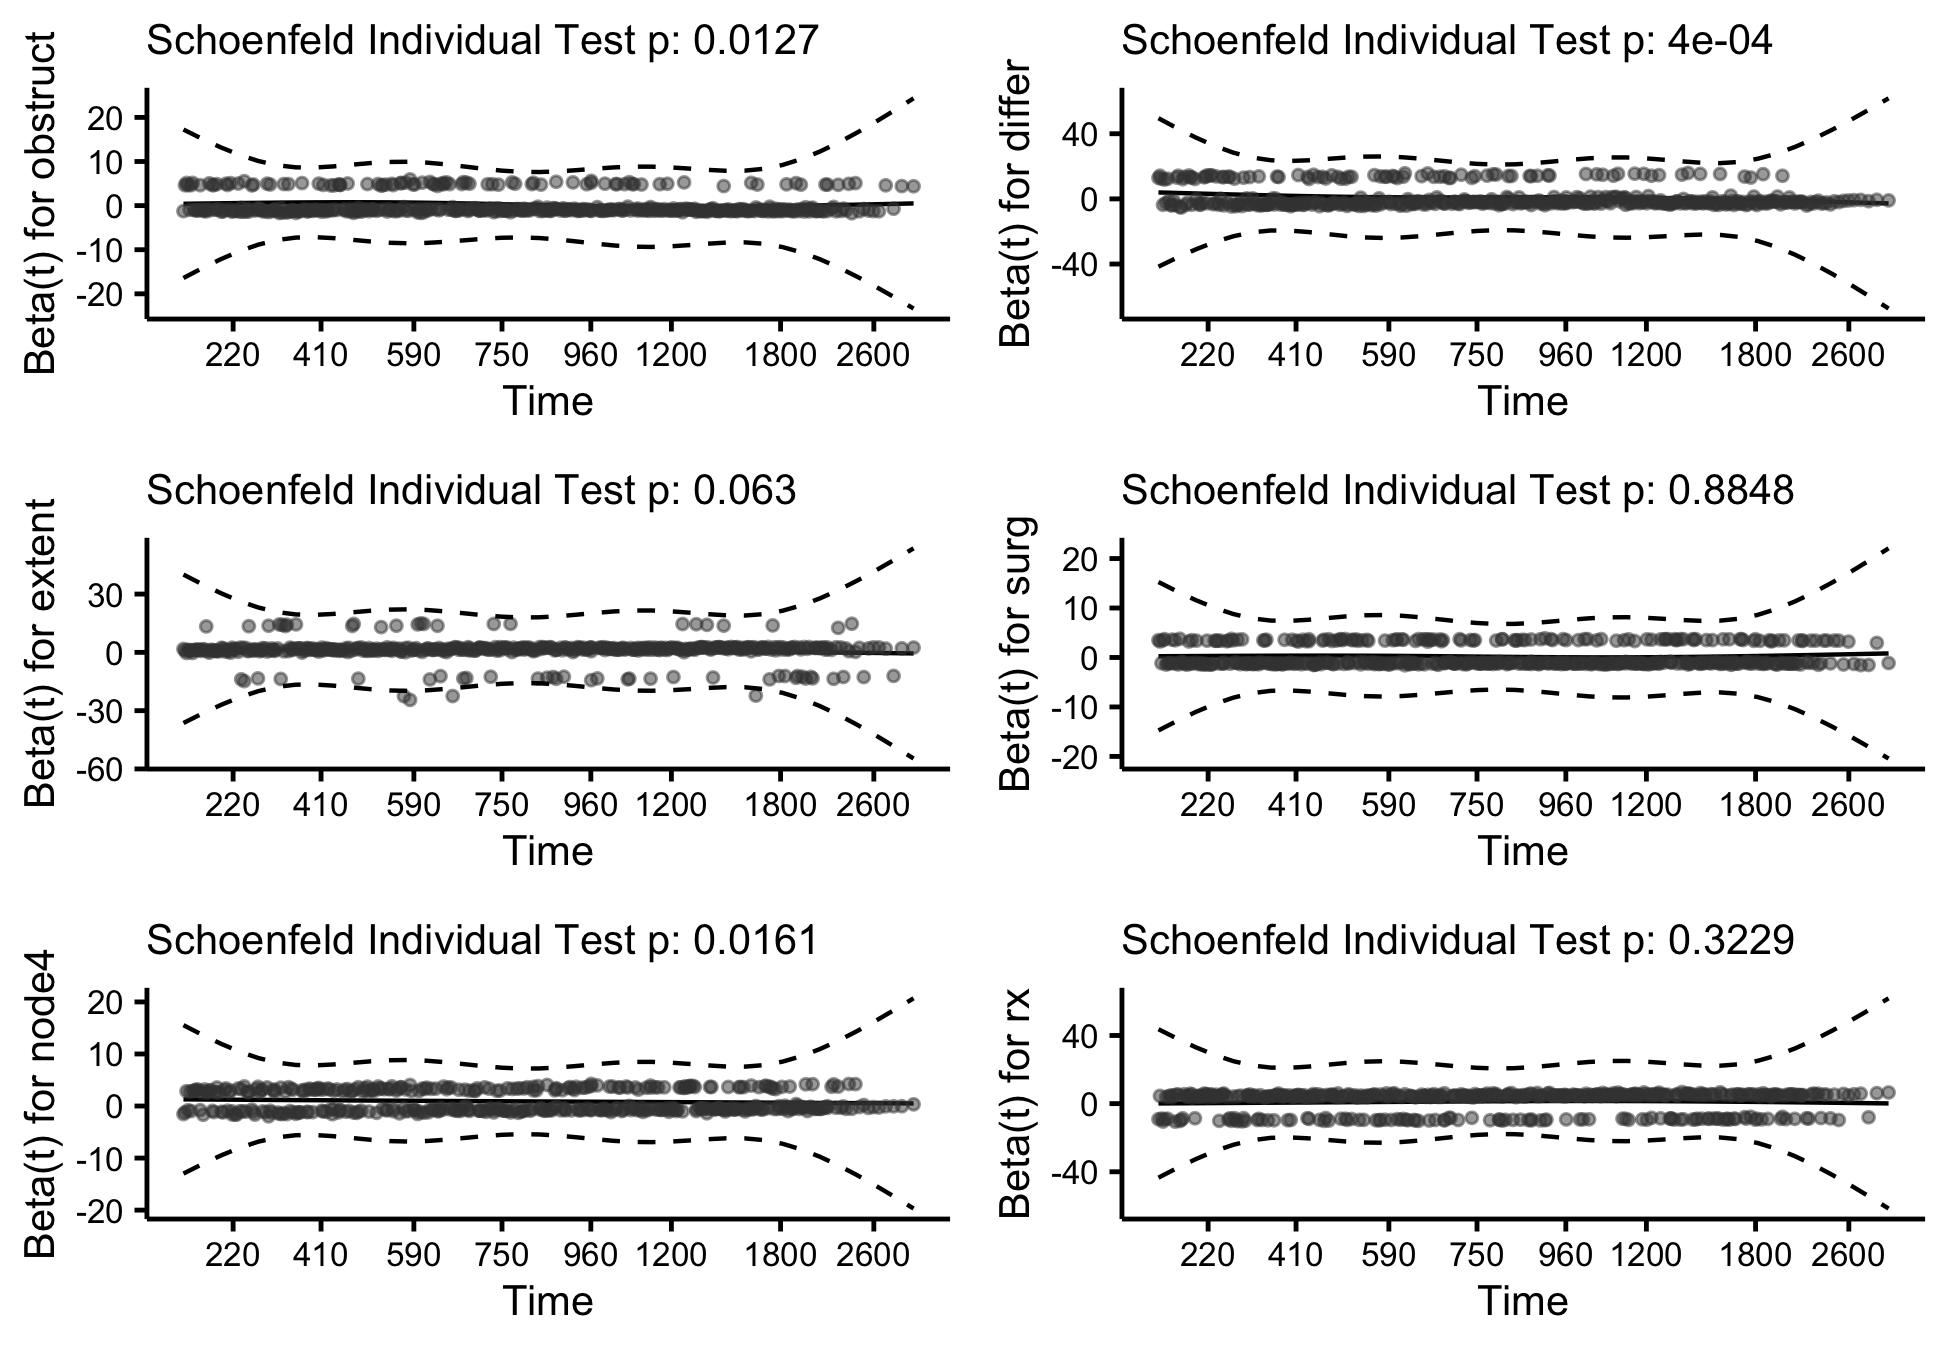 Schoenfeld Individual Test p: 0.0127
Beta(t) for obstruct
20
10
0
-10
-20
220 410 590 750 960 1200 1800 2600
Time
Schoenfeld Individual Test p: 4e-04
Beta(t) for differ
40
0
-40
220 410 590 750 960 1200 1800 2600
Time
Schoenfeld Individual Test p: 0.063
Beta(t) for extent
30
0
-30
-60
220 410 590 750 960 1200 1800 2600
Time
Schoenfeld Individual Test p: 0.8848
Beta(t) for surg
20
10
0
-10
-20
220 410 590 750 960 1200 1800 2600
Time
Schoenfeld Individual Test p: 0.0161
Beta(t) for node4
20
10
0
-10
-20
220 410 590 750 960 1200 1800 2600
Time
Schoenfeld Individual Test p: 0.3229
Beta(t) for rx
40
0
-40
220 410 590 750 960 1200 1800 2600
Time